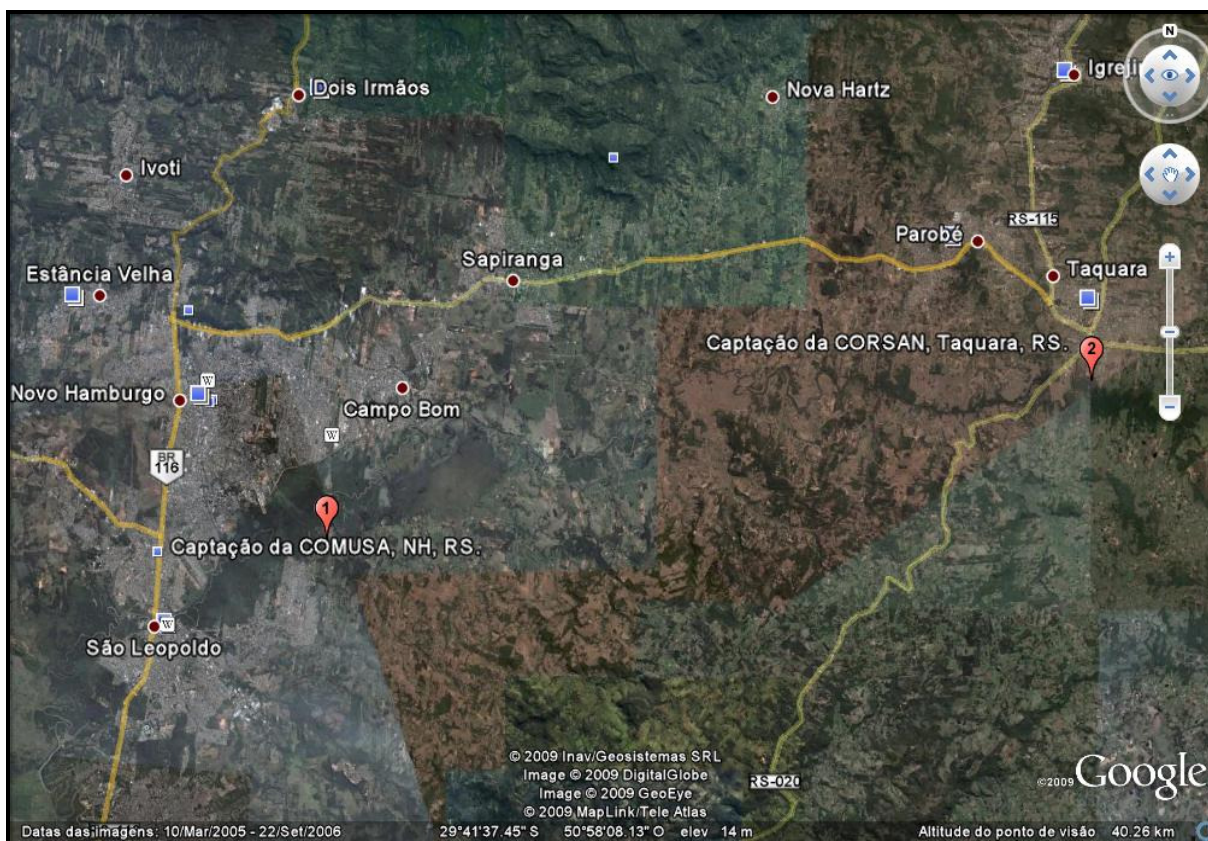 N
Dois Irmãos
Nova Hartz
Ivoti
RS-115
Parobé
Estância Velha
Sapiranga
Taquara
Captação da CORSAN, Taquara, RS.
2
Novo Hamburgo
W
Campo Bom
W
BR
116
1
Captação da COMUSA, NH, RS.
W
São Leopoldo
© 2009 Inav/Geosistemas SRL
Image © 2009 DigitalGlobe
Image © 2009 GeoEye
© 2009 MapLink/Tele Atlas
RS-020
©2009 Google
Datas das imagens: 10/Mar/2005 - 22/Set/2006 29°41'37.45" S 50°58'08.13" O elev 14 m Altitude do ponto de visão 40.26 km